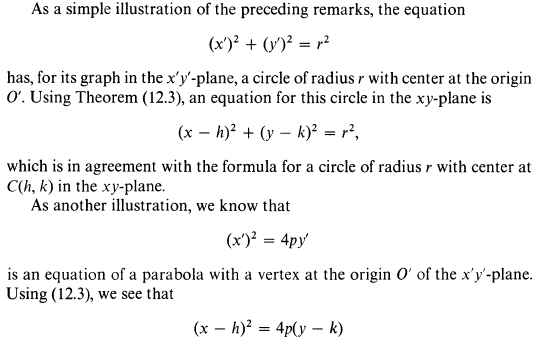 As a simple illustration of the preceding remarks, the equation
(x′)² + (y′)² = r²
has, for its graph in the x′y′-plane, a circle of radius r with center at the origin
O′. Using Theorem (12.3), an equation for this circle in the xy-plane is
(x − h)² + (y − k)² = r²,
which is in agreement with the formula for a circle of radius r with center at
C(h, k) in the xy-plane.
As another illustration, we know that
(x′)² = 4py′
is an equation of a parabola with a vertex at the origin O′ of the x′y′-plane.
Using (12.3), we see that
(x − h)² = 4p(y − k)